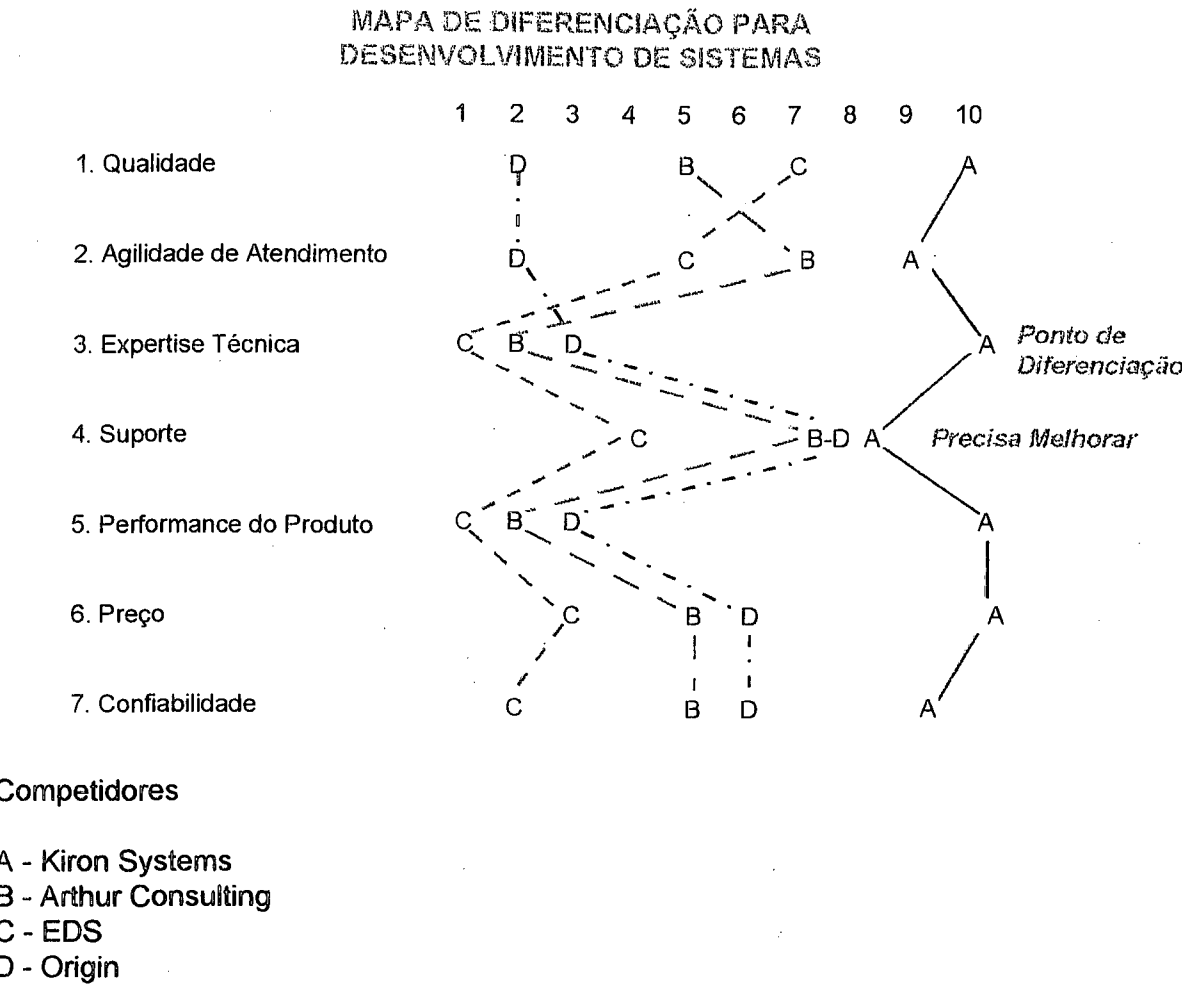 MAPA DE DIFERENCIAÇÃO PARA
DESENVOLVIMENTO DE SISTEMAS
1 2 3 4 5 6 7 8 9 10
1. Qualidade D B C A
2. Agilidade de Atendimento D C B A
3. Expertise Técnica C B D A Ponto de
Diferenciação
4. Suporte C B-D A Precisa Melhorar
5. Performance do Produto C B D A
6. Preço C B D A
7. Confiabilidade C B D A
Competidores
A - Kiron Systems
B - Arthur Consulting
C - EDS
D - Origin